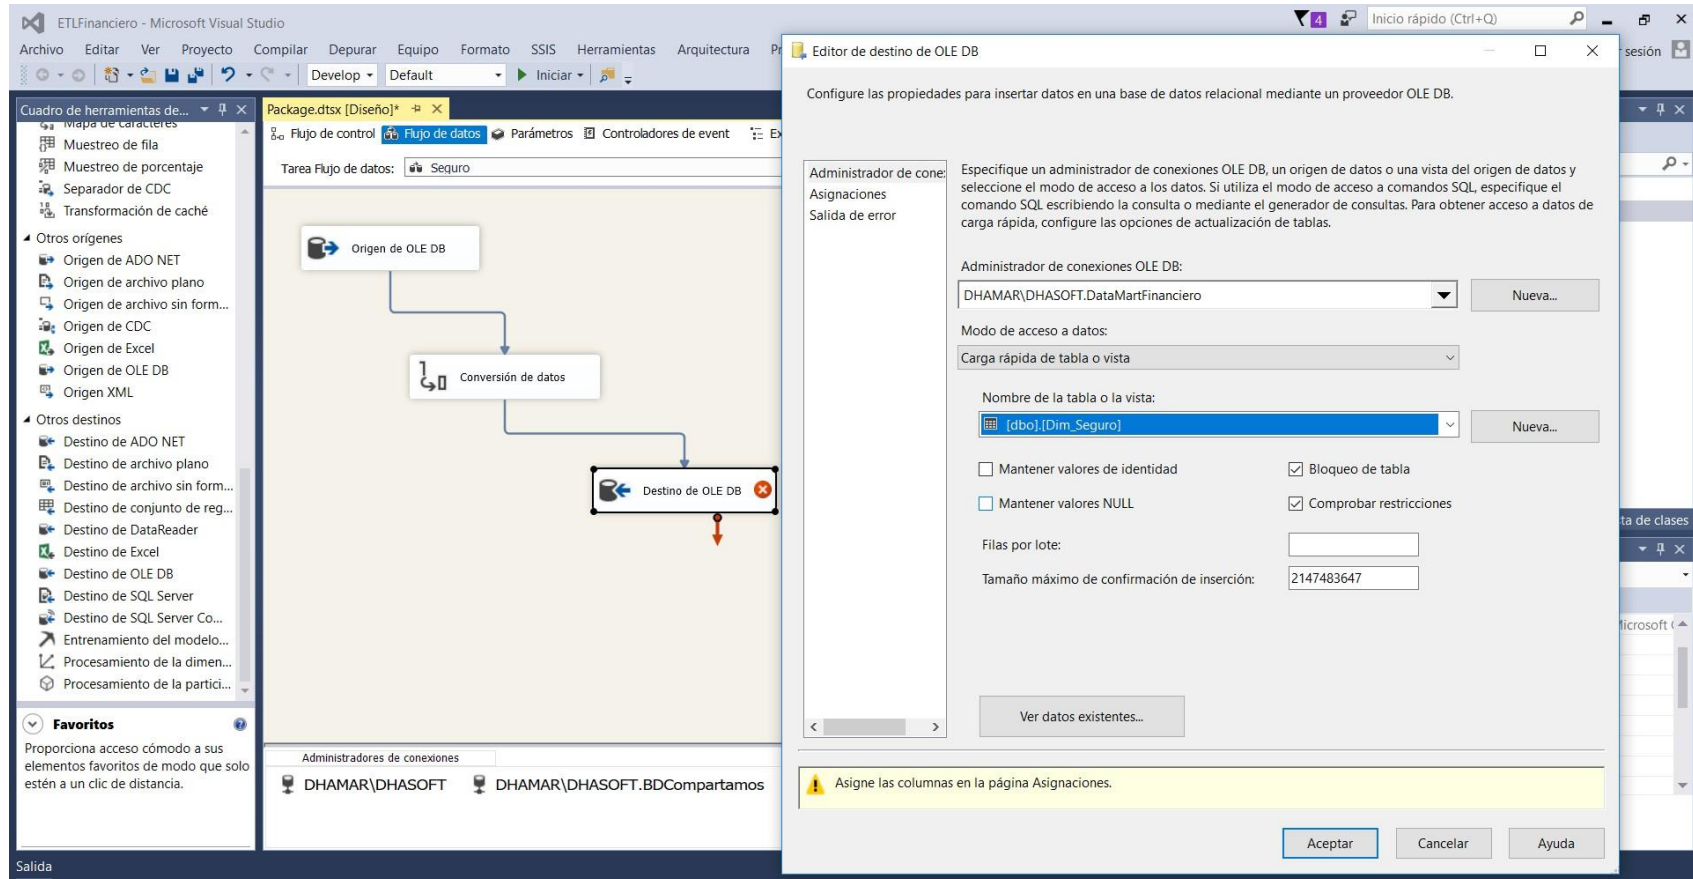 ETLFinanciero - Microsoft Visual Studio
4
Inicio rápido (Ctrl+Q)
Archivo Editar Ver Proyecto Compilar Depurar Equipo Formato SSIS Herramientas Arquitectura
sesión
Develop Default Iniciar
Cuadro de herramientas de...
Mapa de caracteres
Muestreo de fila
Muestreo de porcentaje
Separador de CDC
Transformación de caché
Otros orígenes
Origen de ADO NET
Origen de archivo plano
Origen de archivo sin form...
Origen de CDC
Origen de Excel
Origen de OLE DB
Origen XML
Otros destinos
Destino de ADO NET
Destino de archivo plano
Destino de archivo sin form...
Destino de conjunto de reg...
Destino de DataReader
Destino de Excel
Destino de OLE DB
Destino de SQL Server
Destino de SQL Server Co...
Entrenamiento del modelo...
Procesamiento de la dimen...
Procesamiento de la partici...
Favoritos
Proporciona acceso cómodo a sus
elementos favoritos de modo que solo
estén a un clic de distancia.
Salida
Package.dtsx [Diseño]*
Flujo de control Flujo de datos Parámetros Controladores de event Ex
Tarea Flujo de datos: Seguro
Origen de OLE DB
Conversión de datos
Destino de OLE DB
Administradores de conexiones
DHAMAR\DHASOFT DHAMAR\DHASOFT.BDCompartamos
Editor de destino de OLE DB
Configure las propiedades para insertar datos en una base de datos relacional mediante un proveedor OLE DB.
Administrador de cone:
Asignaciones
Salida de error
Especifique un administrador de conexiones OLE DB, un origen de datos o una vista del origen de datos y
seleccione el modo de acceso a los datos. Si utiliza el modo de acceso a comandos SQL, especifique el
comando SQL escribiendo la consulta o mediante el generador de consultas. Para obtener acceso a datos de
carga rápida, configure las opciones de actualización de tablas.
Administrador de conexiones OLE DB:
DHAMAR\DHASOFT.DataMartFinanciero
Nueva...
Modo de acceso a datos:
Carga rápida de tabla o vista
Nombre de la tabla o la vista:
[dbo].[Dim_Seguro]
Nueva...
Mantener valores de identidad
Bloqueo de tabla
Mantener valores NULL
Comprobar restricciones
Filas por lote:
Tamaño máximo de confirmación de inserción: 2147483647
Ver datos existentes...
Asigne las columnas en la página Asignaciones.
Aceptar Cancelar Ayuda
ta de clases